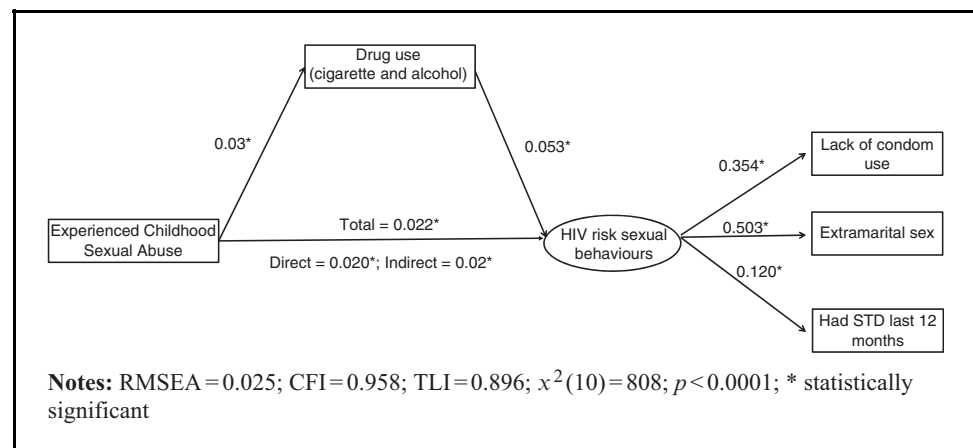 Drug use
(cigarette and alcohol)
0.03*
0.053*
Lack of condom
use
0.354*
Experienced Childhood
Sexual Abuse
Total = 0.022*
Direct = 0.020*; Indirect = 0.02*
HIV risk sexual
behaviours
0.503*
Extramarital sex
0.120*
Had STD last 12
months
Notes: RMSEA=0.025; CFI=0.958; TLI=0.896; x²(10)=808; p<0.0001; * statistically
significant